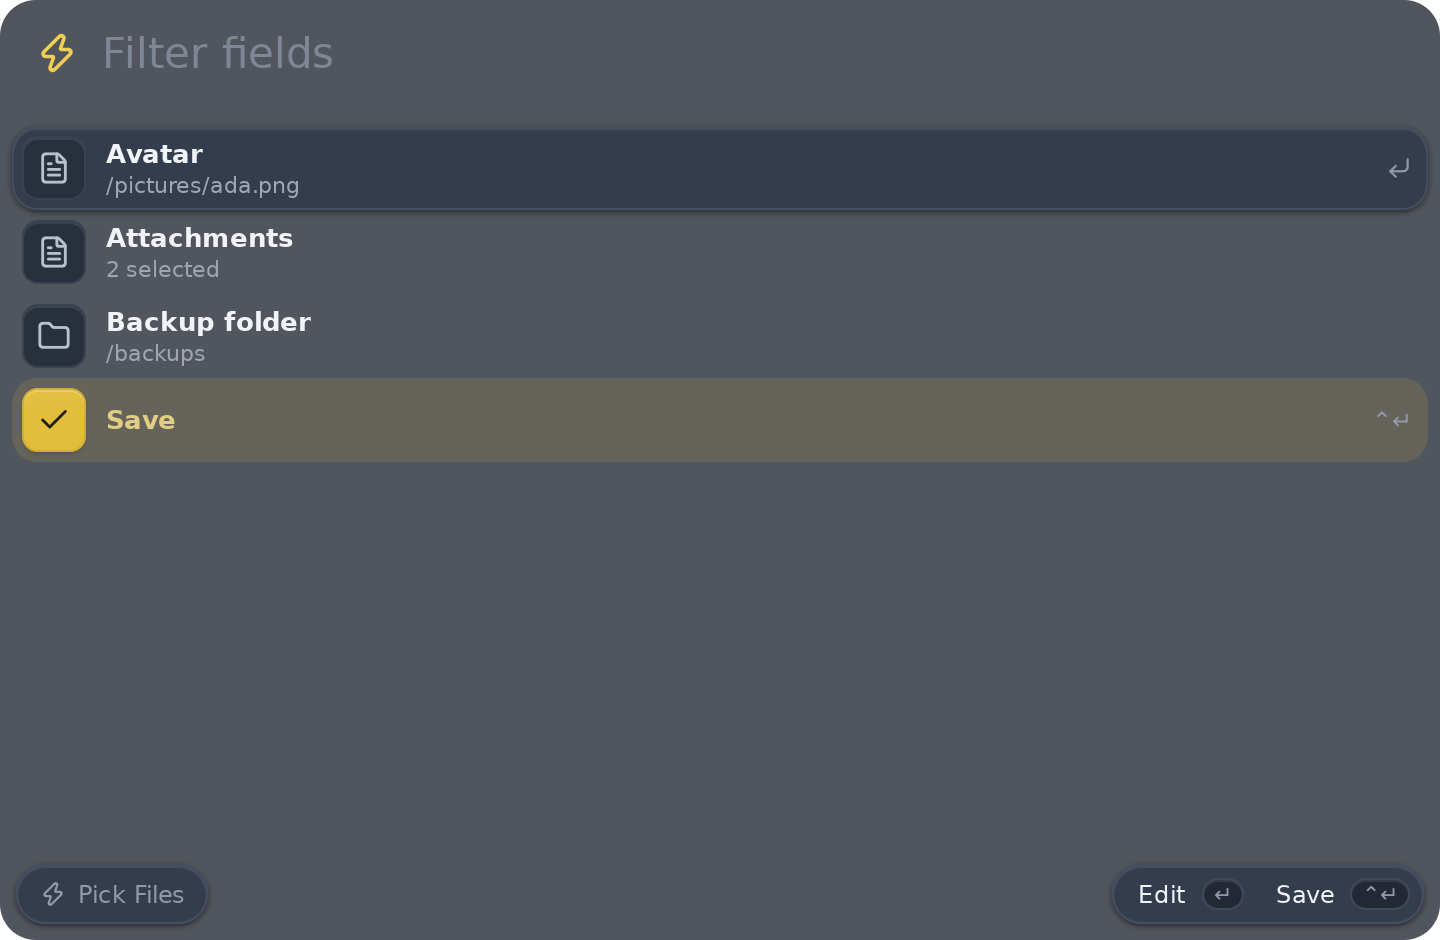 Filter fields
Avatar
/pictures/ada.png
Attachments
2 selected
Backup folder
/backups
Save
Pick Files
Edit
Save